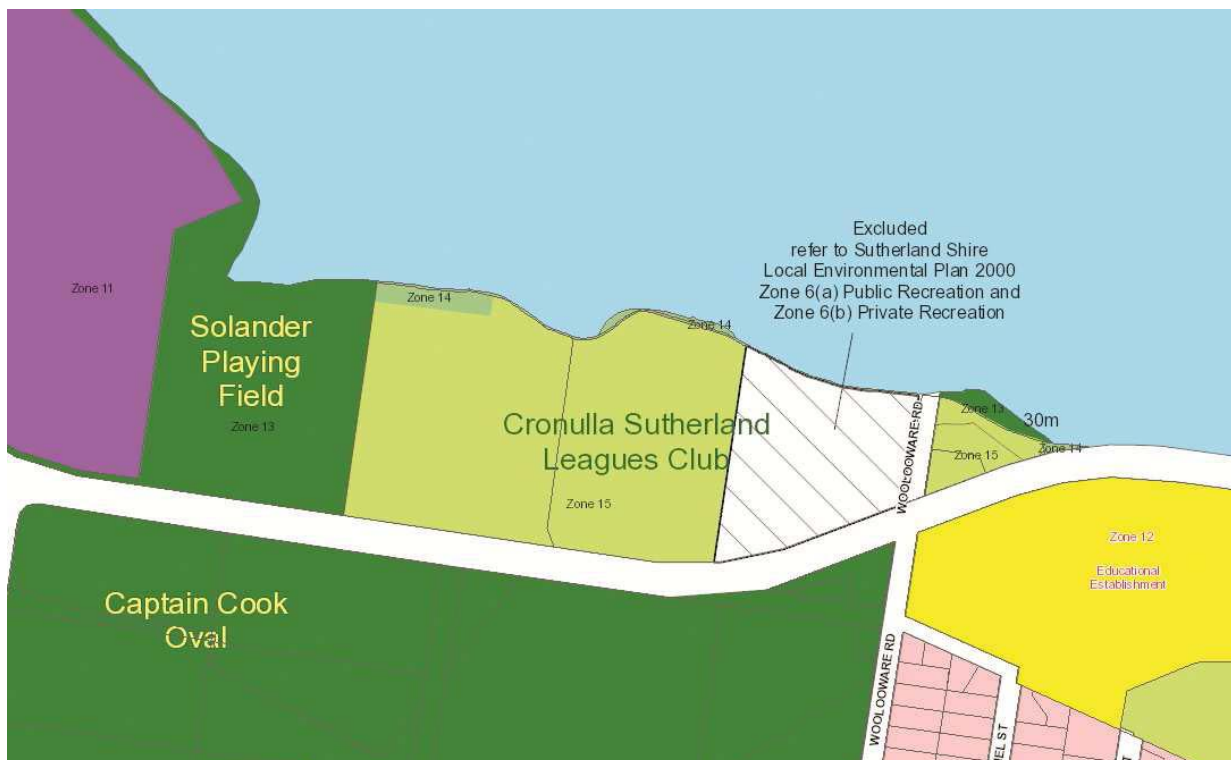 Excluded
refer to Sutherland Shire
Local Environmental Plan 2000
Zone 6(a) Public Recreation and
Zone 6(b) Private Recreation
Zone 11
Zone 14
Solander
Playing
Field
Zone 13
Zone 14
Cronulla Sutherland
Leagues Club
Zone 15
WOOLOOWARE RD
Zone 13
30m
Zone 14
Zone 15
Zone 12
Educational
Establishment
Captain Cook
Oval
WOOLOOWARE RD
ST